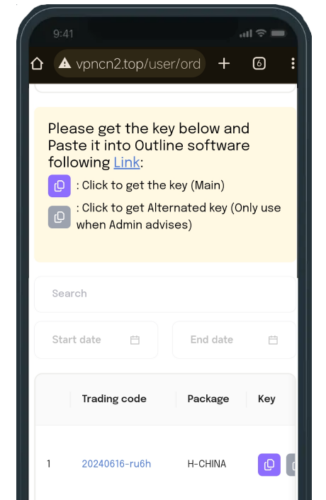 9:41
vpncn2.top/user/ord
6
Please get the key below and
Paste it into Outline software
following Link:
: Click to get the key (Main)
: Click to get Alternated key (Only use
when Admin advises)
Search
Start date
End date
Trading code Package Key
1 20240616-ru6h H-CHINA